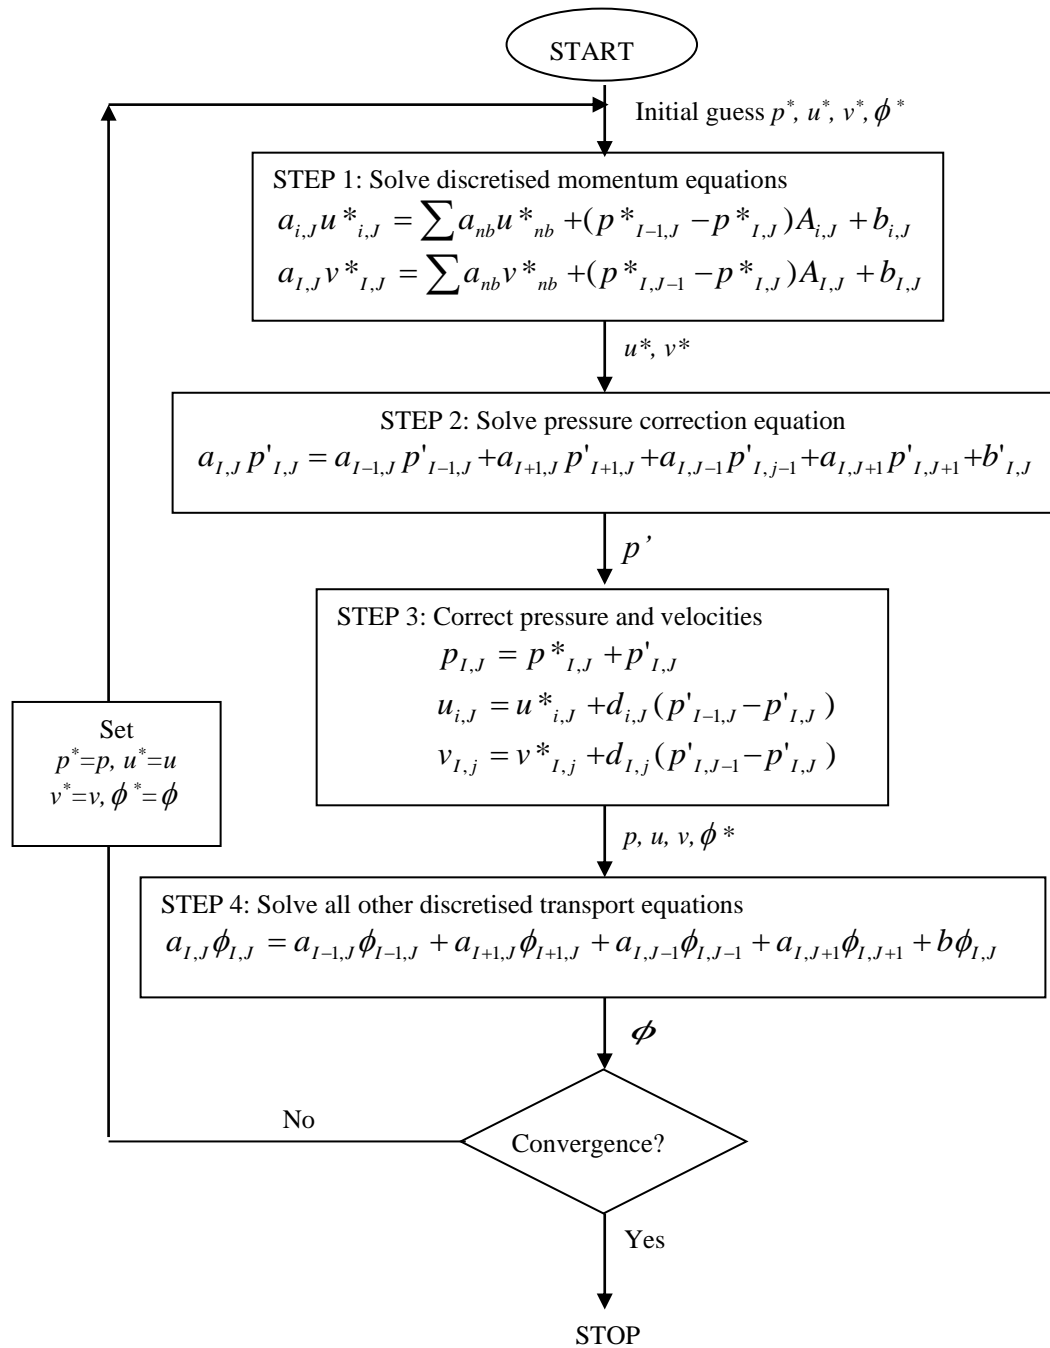 START
Initial guess p*, u*, v*, ϕ*
STEP 1: Solve discretised momentum equations
a_{i,J} u*_{i,J} = ∑ a_{nb} u*_{nb} + (p*_{I−1,J} − p*_{I,J}) A_{i,J} + b_{i,J}
a_{I,J} v*_{I,J} = ∑ a_{nb} v*_{nb} + (p*_{I,J−1} − p*_{I,J}) A_{I,J} + b_{I,J}
u*, v*
STEP 2: Solve pressure correction equation
a_{I,J} p'_{I,J} = a_{I−1,J} p'_{I−1,J} + a_{I+1,J} p'_{I+1,J} + a_{I,J−1} p'_{I,j−1} + a_{I,J+1} p'_{I,J+1} + b'_{I,J}
p’
STEP 3: Correct pressure and velocities
p_{I,J} = p*_{I,J} + p'_{I,J}
u_{i,J} = u*_{i,J} + d_{i,J} (p'_{I−1,J} − p'_{I,J})
v_{I,j} = v*_{I,j} + d_{I,j} (p'_{I,J−1} − p'_{I,J})
Set
p*=p, u*=u
v*=v, ϕ*=ϕ
p, u, v, ϕ*
STEP 4: Solve all other discretised transport equations
a_{I,J} ϕ_{I,J} = a_{I−1,J} ϕ_{I−1,J} + a_{I+1,J} ϕ_{I+1,J} + a_{I,J−1} ϕ_{I,J−1} + a_{I,J+1} ϕ_{I,J+1} + bϕ_{I,J}
ϕ
No
Convergence?
Yes
STOP